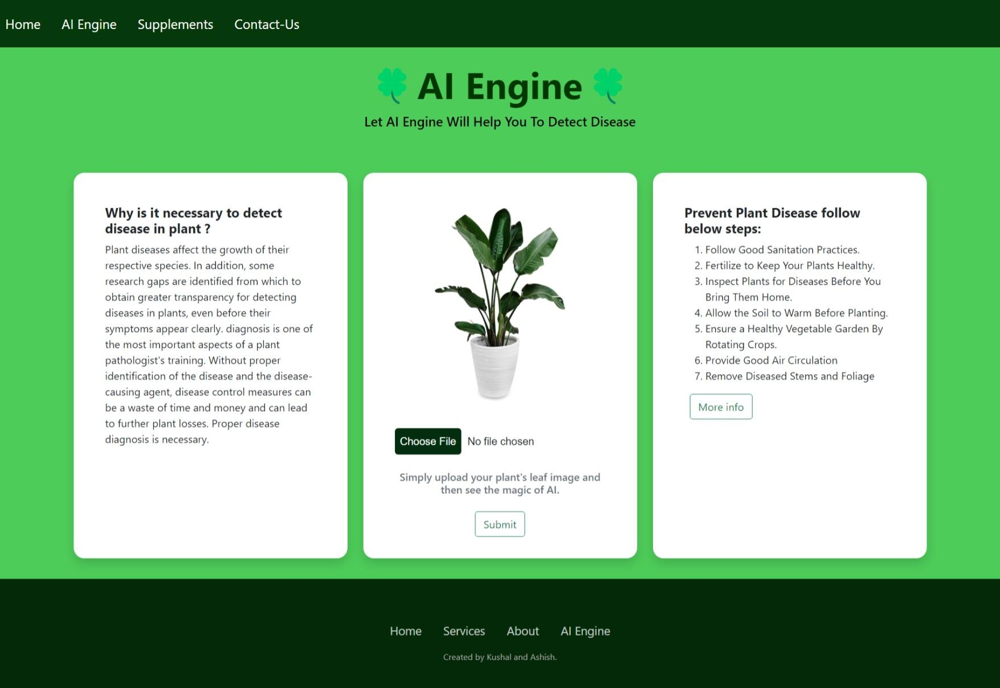 Home AI Engine Supplements Contact-Us
AI Engine
Let AI Engine Will Help You To Detect Disease
Why is it necessary to detect
disease in plant ?
Plant diseases affect the growth of their
respective species. In addition, some
research gaps are identified from which to
obtain greater transparency for detecting
diseases in plants, even before their
symptoms appear clearly. diagnosis is one of
the most important aspects of a plant
pathologist's training. Without proper
identification of the disease and the disease-
causing agent, disease control measures can
be a waste of time and money and can lead
to further plant losses. Proper disease
diagnosis is necessary.
Choose File No file chosen
Simply upload your plant's leaf image and
then see the magic of AI.
Submit
Prevent Plant Disease follow
below steps:
1. Follow Good Sanitation Practices.
2. Fertilize to Keep Your Plants Healthy.
3. Inspect Plants for Diseases Before You
Bring Them Home.
4. Allow the Soil to Warm Before Planting.
5. Ensure a Healthy Vegetable Garden By
Rotating Crops.
6. Provide Good Air Circulation
7. Remove Diseased Stems and Foliage
More info
Home Services About AI Engine
Created by Kushal and Ashish.